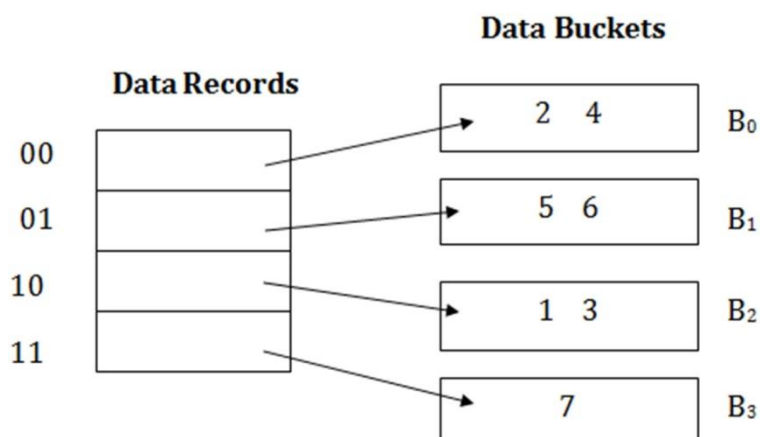 Data Buckets
Data Records
00
2 4 B₀
01
5 6 B₁
10
1 3 B₂
11
7 B₃